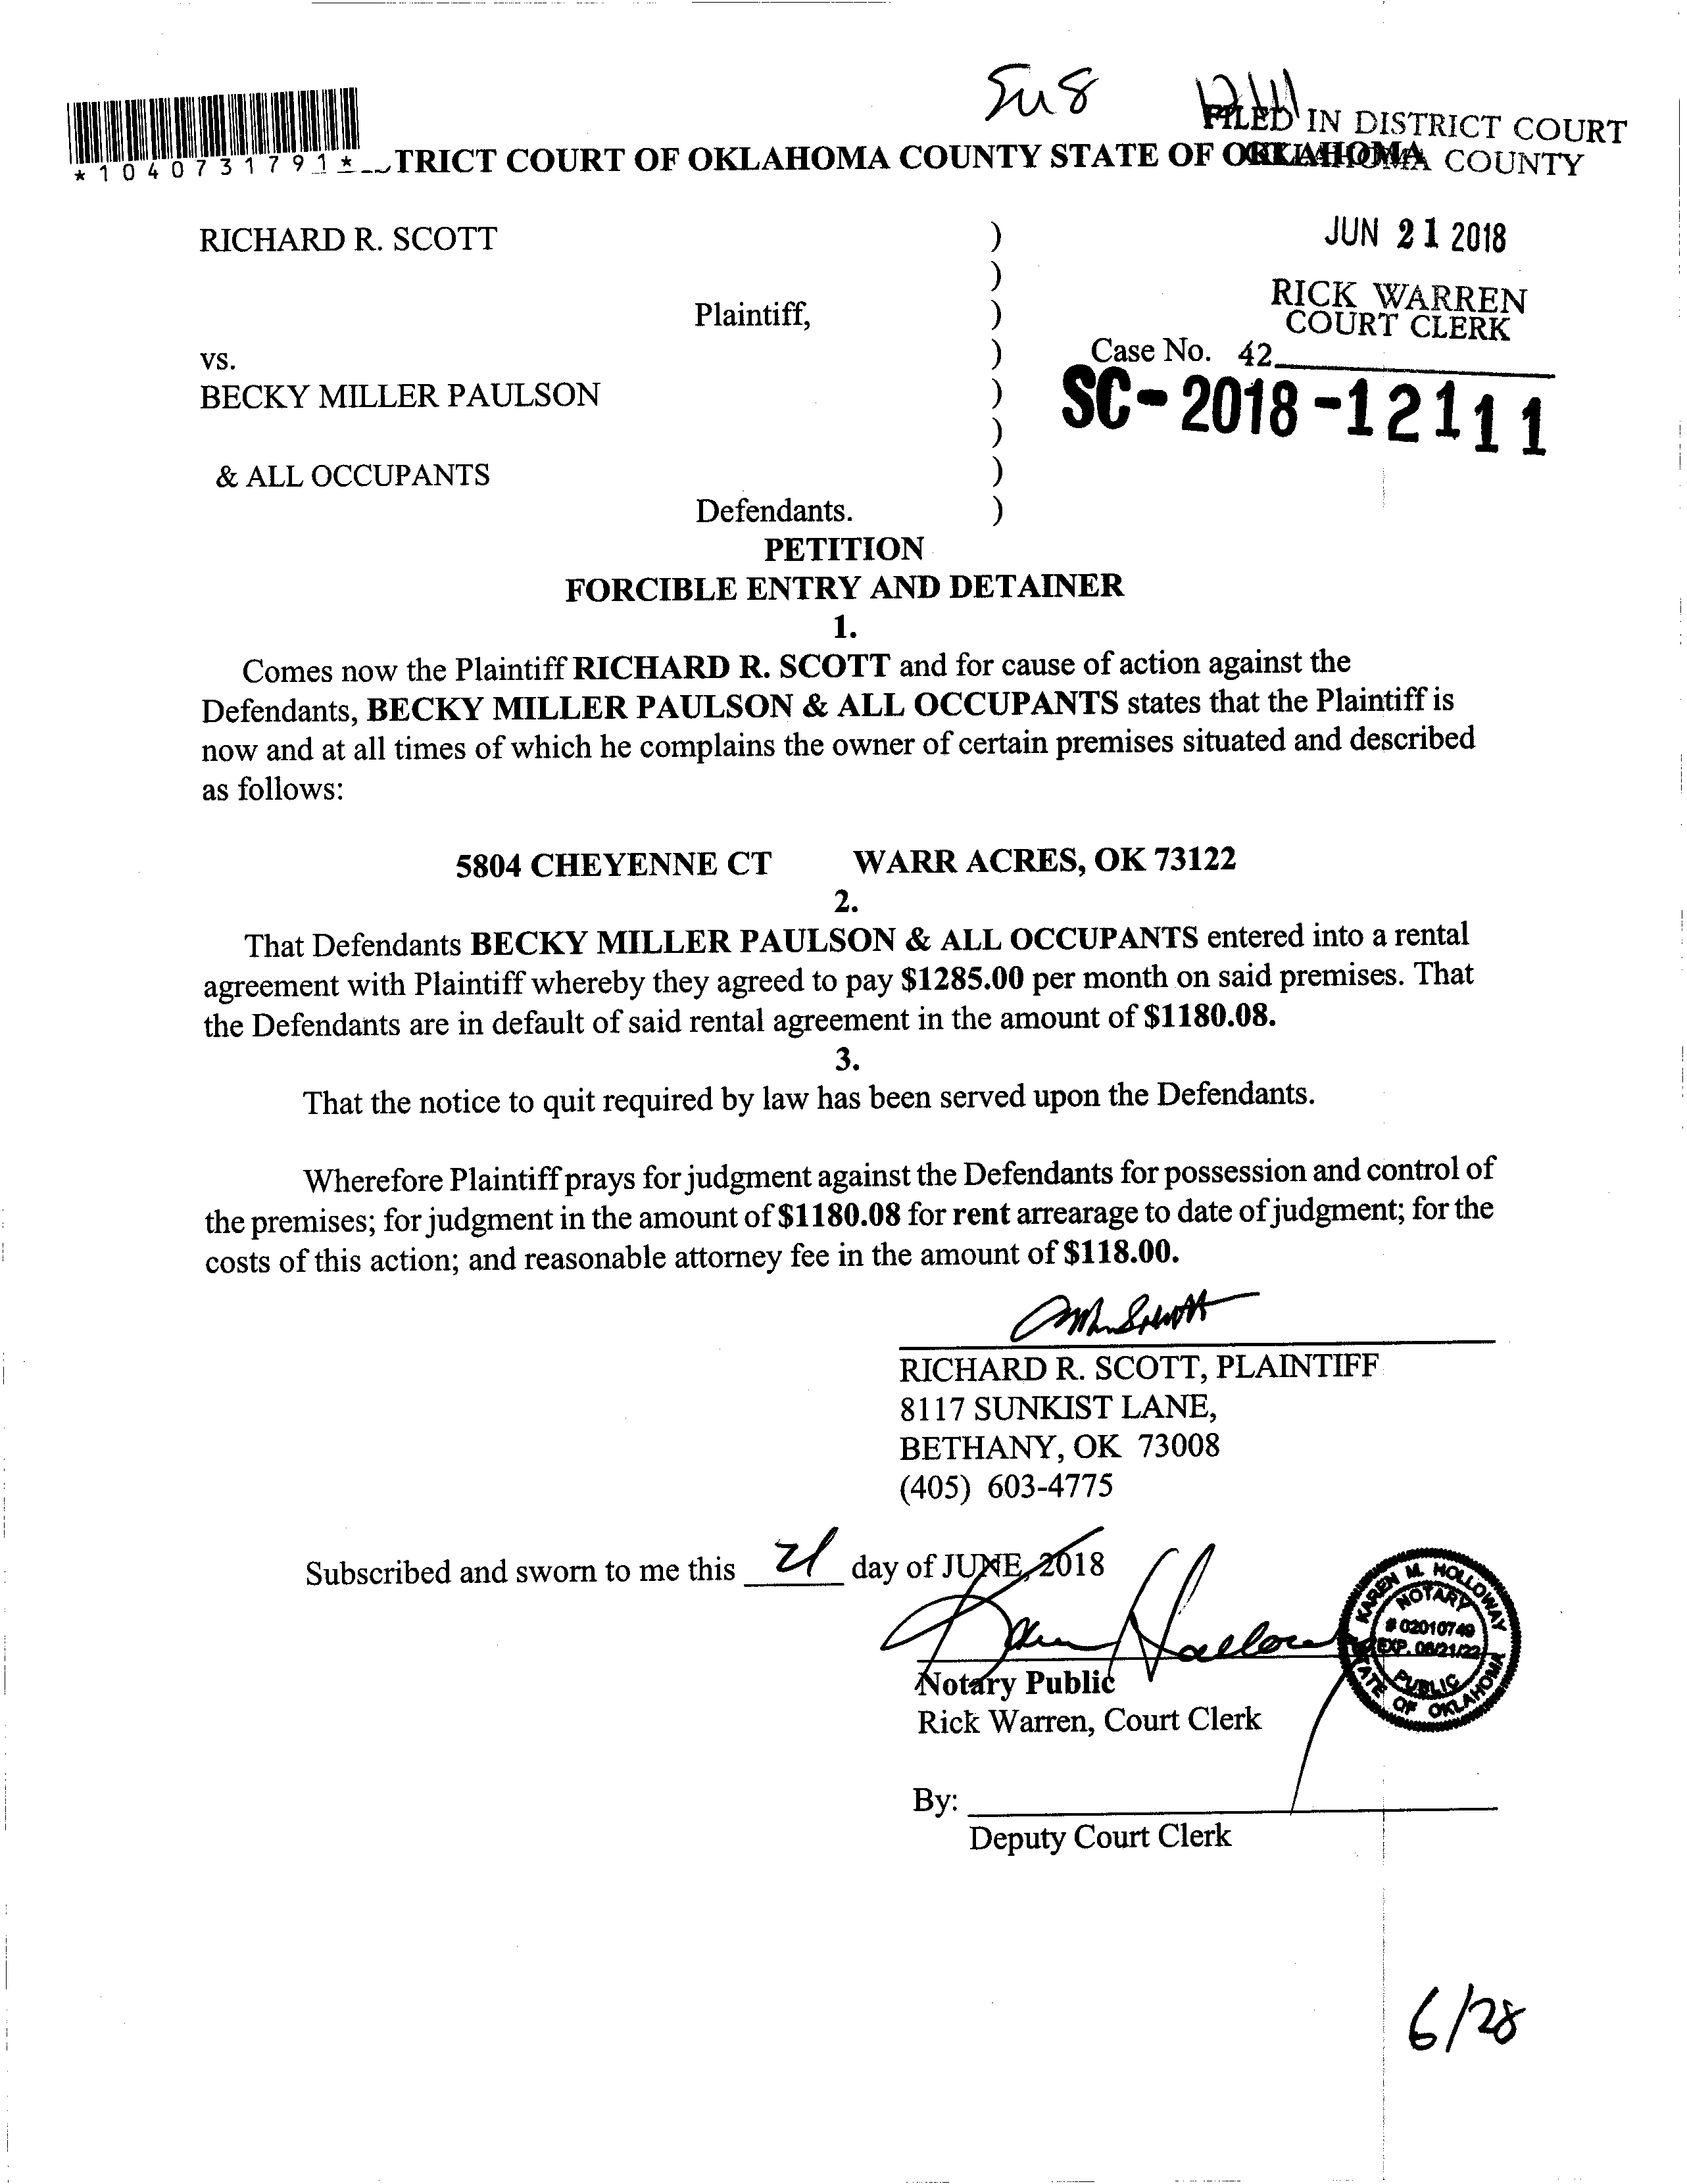 FILED IN DISTRICT COURT
*1040731791*
TRICT COURT OF OKLAHOMA COUNTY STATE OF OKLAHOMA
OKLAHOMA COUNTY
RICHARD R. SCOTT )
JUN 21 2018
)
RICK WARREN
Plaintiff, )
COURT CLERK
vs. ) Case No. 42
BECKY MILLER PAULSON )
SC-2018-12111
)
& ALL OCCUPANTS )
Defendants. )
PETITION
FORCIBLE ENTRY AND DETAINER
1.
Comes now the Plaintiff RICHARD R. SCOTT and for cause of action against the
Defendants, BECKY MILLER PAULSON & ALL OCCUPANTS states that the Plaintiff is
now and at all times of which he complains the owner of certain premises situated and described
as follows:
5804 CHEYENNE CT WARR ACRES, OK 73122
2.
That Defendants BECKY MILLER PAULSON & ALL OCCUPANTS entered into a rental
agreement with Plaintiff whereby they agreed to pay $1285.00 per month on said premises. That
the Defendants are in default of said rental agreement in the amount of $1180.08.
3.
That the notice to quit required by law has been served upon the Defendants.
Wherefore Plaintiff prays for judgment against the Defendants for possession and control of
the premises; for judgment in the amount of $1180.08 for rent arrearage to date of judgment; for the
costs of this action; and reasonable attorney fee in the amount of $118.00.
RICHARD R. SCOTT, PLAINTIFF
8117 SUNKIST LANE,
BETHANY, OK 73008
(405) 603-4775
Subscribed and sworn to me this 21 day of JUNE, 2018
KAREN M. HOLLOWAY
NOTARY
# 02010749
EXP. 06/21/22
PUBLIC
STATE OF OKLAHOMA
Notary Public
Rick Warren, Court Clerk
By:
Deputy Court Clerk
6/28